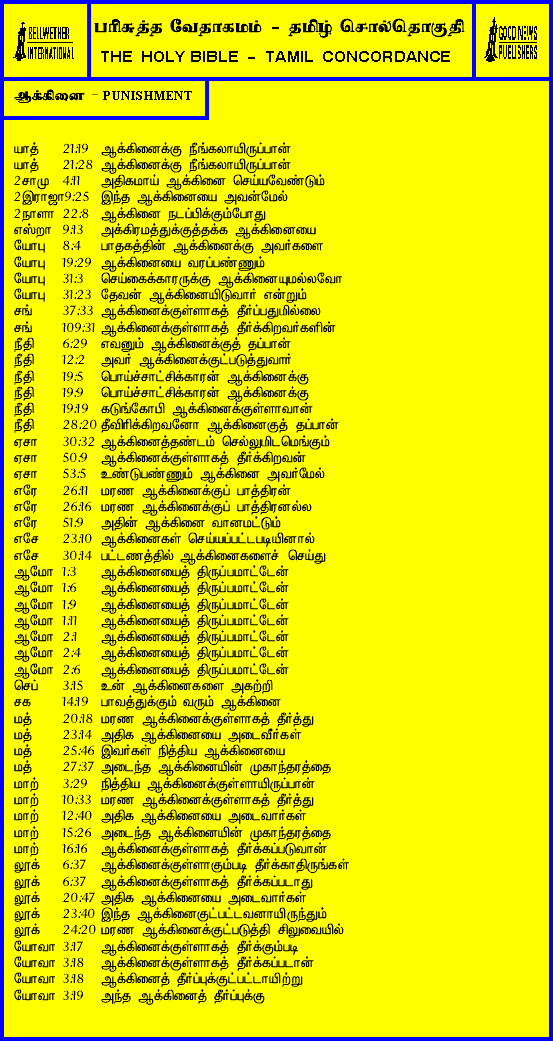 BELLWETHER
INTERNATIONAL
பரிசுத்த வேதாகமம் - தமிழ் சொல்தொகுதி
THE HOLY BIBLE - TAMIL CONCORDANCE
GOOD NEWS
PUBLISHERS
ஆக்கினை - PUNISHMENT
யாத் 21:19 ஆக்கினைக்கு நீங்கலாயிருப்பான்
யாத் 21:28 ஆக்கினைக்கு நீங்கலாயிருப்பான்
2சாமு 4:11 அதிகமாய் ஆக்கினை செய்யவேண்டும்
2இராஜா9:25 இந்த ஆக்கினையை அவன்மேல்
2நாளா 22:8 ஆக்கினை நடப்பிக்கும்போது
எஸ்றா 9:13 அக்கிரமத்துக்குத்தக்க ஆக்கினையை
யோபு 8:4 பாதகத்தின் ஆக்கினைக்கு அவர்களை
யோபு 19:29 ஆக்கினையை வரப்பண்ணும்
யோபு 31:3 செய்கைக்காரருக்கு ஆக்கினையுமல்லவோ
யோபு 31:23 தேவன் ஆக்கினையிடுவார் என்றும்
சங் 37:33 ஆக்கினைக்குள்ளாகத் தீர்ப்பதுமில்லை
சங் 109:31 ஆக்கினைக்குள்ளாகத் தீர்க்கிறவர்களின்
நீதி 6:29 எவனும் ஆக்கினைக்குத் தப்பான்
நீதி 12:2 அவர் ஆக்கினைக்குட்படுத்துவார்
நீதி 19:5 பொய்ச்சாட்சிக்காரன் ஆக்கினைக்கு
நீதி 19:9 பொய்ச்சாட்சிக்காரன் ஆக்கினைக்கு
நீதி 19:19 கடுங்கோபி ஆக்கினைக்குள்ளாவான்
நீதி 28:20 தீவிரிக்கிறவனோ ஆக்கினைகுத் தப்பான்
ஏசா 30:32 ஆக்கினைத்தண்டம் செல்லுமிடமெங்கும்
ஏசா 50:9 ஆக்கினைக்குள்ளாகத் தீர்க்கிறவன்
ஏசா 53:5 உண்டுபண்ணும் ஆக்கினை அவர்மேல்
எரே 26:11 மரண ஆக்கினைக்குப் பாத்திரன்
எரே 26:16 மரண ஆக்கினைக்குப் பாத்திரனல்ல
எரே 51:9 அதின் ஆக்கினை வானமட்டும்
எசே 23:10 ஆக்கினைகள் செய்யப்பட்டபடியினால்
எசே 30:14 பட்டணத்தில் ஆக்கினைகளைச் செய்து
ஆமோ 1:3 ஆக்கினையைத் திருப்பமாட்டேன்
ஆமோ 1:6 ஆக்கினையைத் திருப்பமாட்டேன்
ஆமோ 1:9 ஆக்கினையைத் திருப்பமாட்டேன்
ஆமோ 1:11 ஆக்கினையைத் திருப்பமாட்டேன்
ஆமோ 2:1 ஆக்கினையைத் திருப்பமாட்டேன்
ஆமோ 2:4 ஆக்கினையைத் திருப்பமாட்டேன்
ஆமோ 2:6 ஆக்கினையைத் திருப்பமாட்டேன்
செப் 3:15 உன் ஆக்கினைகளை அகற்றி
சக 14:19 பாவத்துக்கும் வரும் ஆக்கினை
மத் 20:18 மரண ஆக்கினைக்குள்ளாகத் தீர்த்து
மத் 23:14 அதிக ஆக்கினையை அடைவீர்கள்
மத் 25:46 இவர்கள் நித்திய ஆக்கினையை
மத் 27:37 அடைந்த ஆக்கினையின் முகாந்தரத்தை
மாற் 3:29 நித்திய ஆக்கினைக்குள்ளாயிருப்பான்
மாற் 10:33 மரண ஆக்கினைக்குள்ளாகத் தீர்த்து
மாற் 12:40 அதிக ஆக்கினையை அடைவார்கள்
மாற் 15:26 அடைந்த ஆக்கினையின் முகாந்தரத்தை
மாற் 16:16 ஆக்கினைக்குள்ளாகத் தீர்க்கப்படுவான்
லூக் 6:37 ஆக்கினைக்குள்ளாகும்படி தீர்க்காதிருங்கள்
லூக் 6:37 ஆக்கினைக்குள்ளாகத் தீர்க்கப்படாது
லூக் 20:47 அதிக ஆக்கினையை அடைவார்கள்
லூக் 23:40 இந்த ஆக்கினைகுட்பட்டவனாயிருந்தும்
லூக் 24:20 மரண ஆக்கினைக்குட்படுத்தி சிலுவையில்
யோவா 3:17 ஆக்கினைக்குள்ளாகத் தீர்க்கும்படி
யோவா 3:18 ஆக்கினைக்குள்ளாகத் தீர்க்கப்படான்
யோவா 3:18 ஆக்கினைத் தீர்ப்புக்குட்பட்டாயிற்று
யோவா 3:19 அந்த ஆக்கினைத் தீர்ப்புக்கு